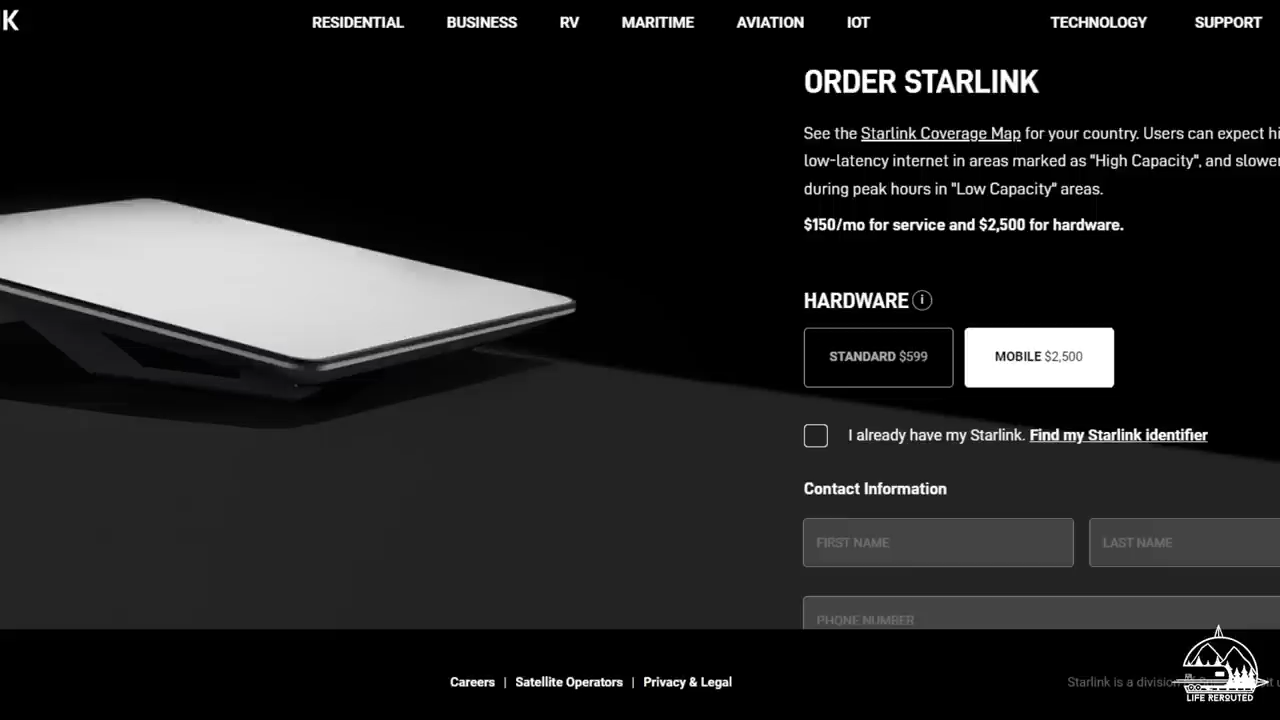 K
RESIDENTIAL
BUSINESS
RV
MARITIME
AVIATION
IOT
TECHNOLOGY
SUPPORT
ORDER STARLINK
See the Starlink Coverage Map for your country. Users can expect hi
low-latency internet in areas marked as "High Capacity", and slower
during peak hours in "Low Capacity" areas.
$150/mo for service and $2,500 for hardware.
HARDWARE i
STANDARD $599
MOBILE $2,500
I already have my Starlink. Find my Starlink identifier
Contact Information
FIRST NAME
LAST NAME
PHONE NUMBER
Careers | Satellite Operators | Privacy & Legal
Starlink is a division
LIFE REROUTED